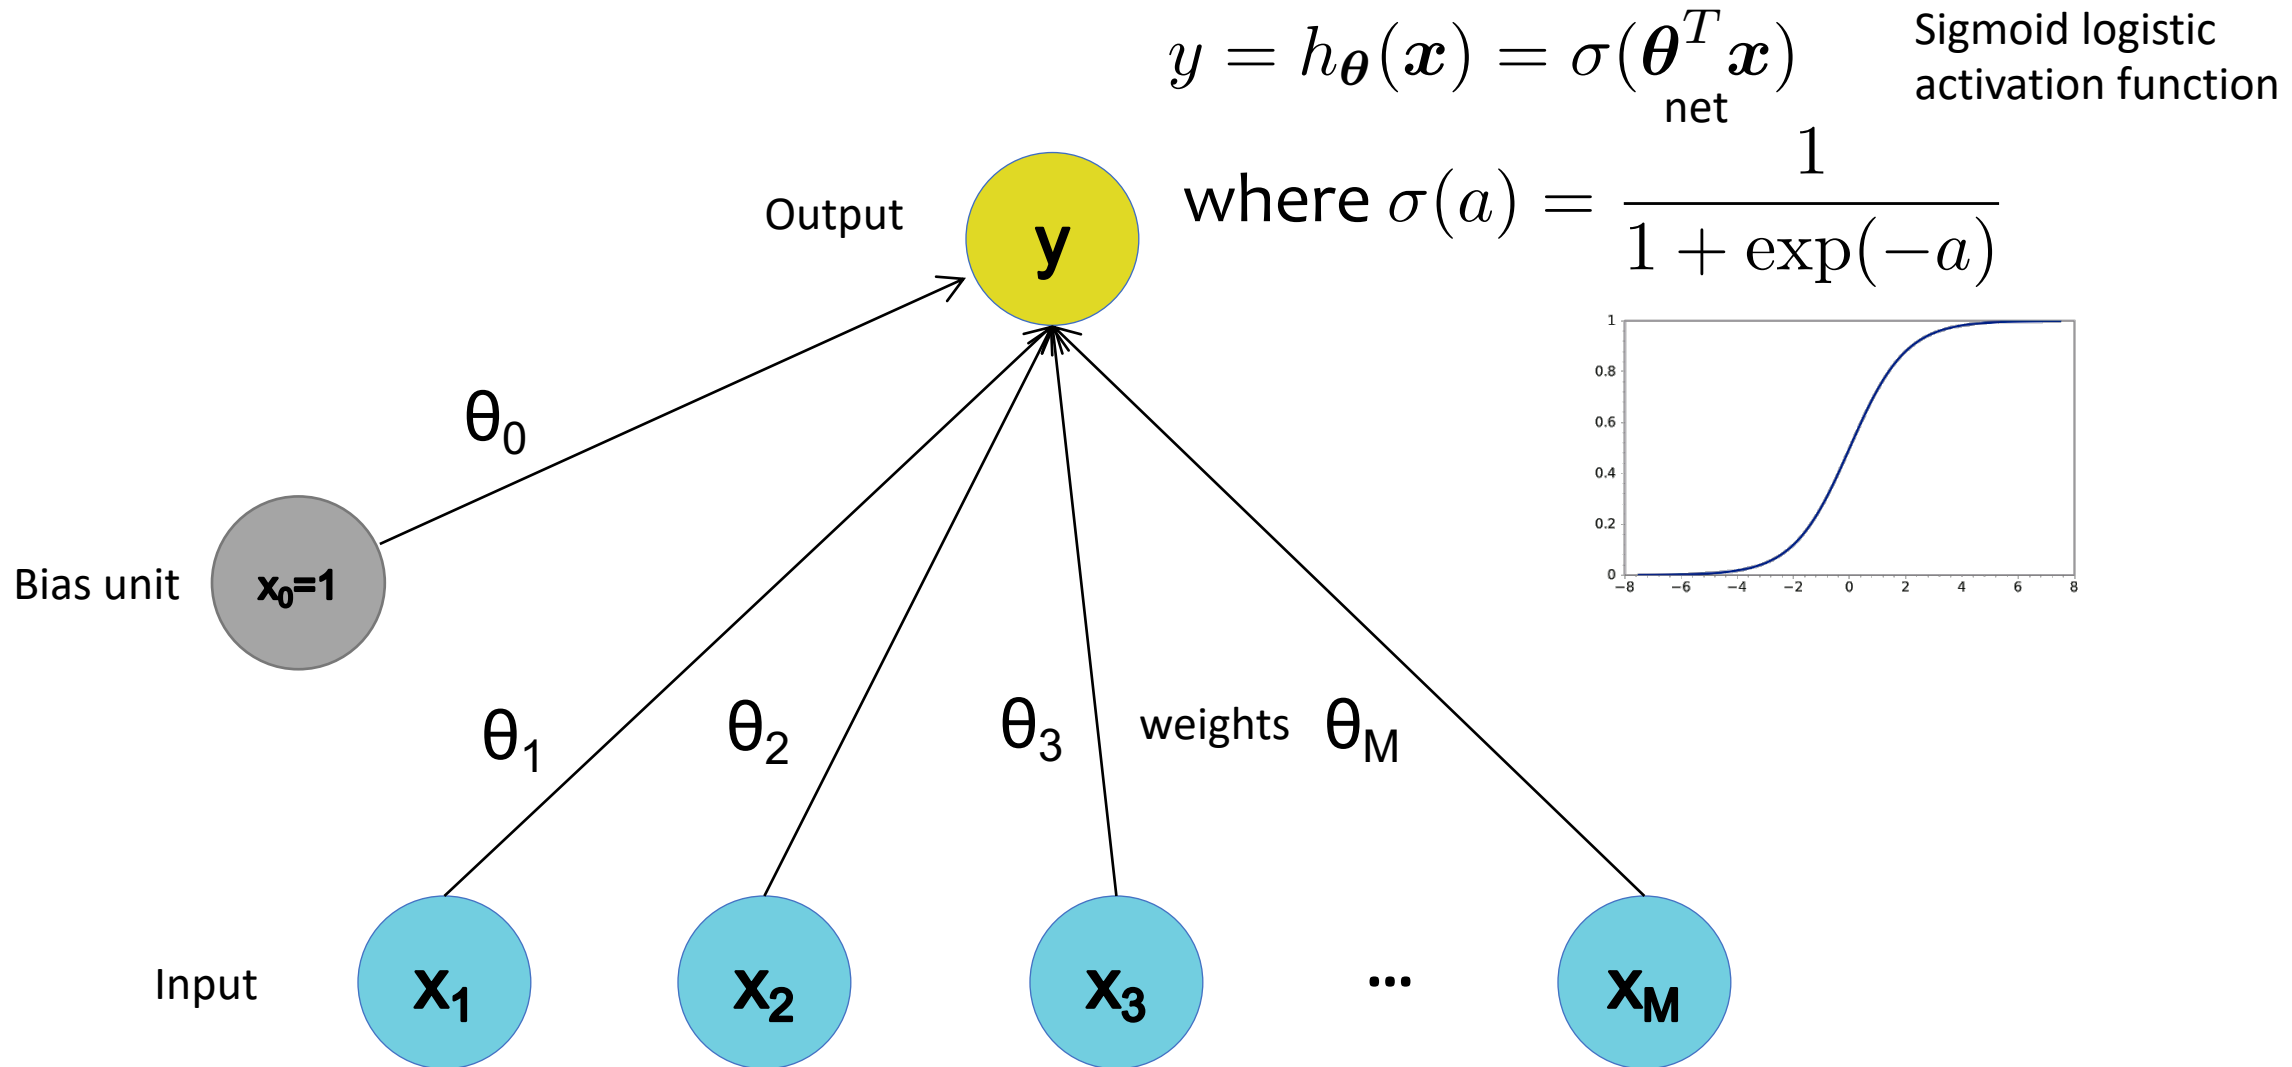 y = h_θ(x) = σ(θ^T x)
net
Sigmoid logistic
activation function
where σ(a) = 1 / (1 + exp(−a))
Output
y
1
0.8
0.6
0.4
0.2
0
−8 −6 −4 −2 0 2 4 6 8
θ₀
Bias unit
x₀=1
θ₁ θ₂ θ₃ weights θ_M
Input
x₁ x₂ x₃ ... x_M